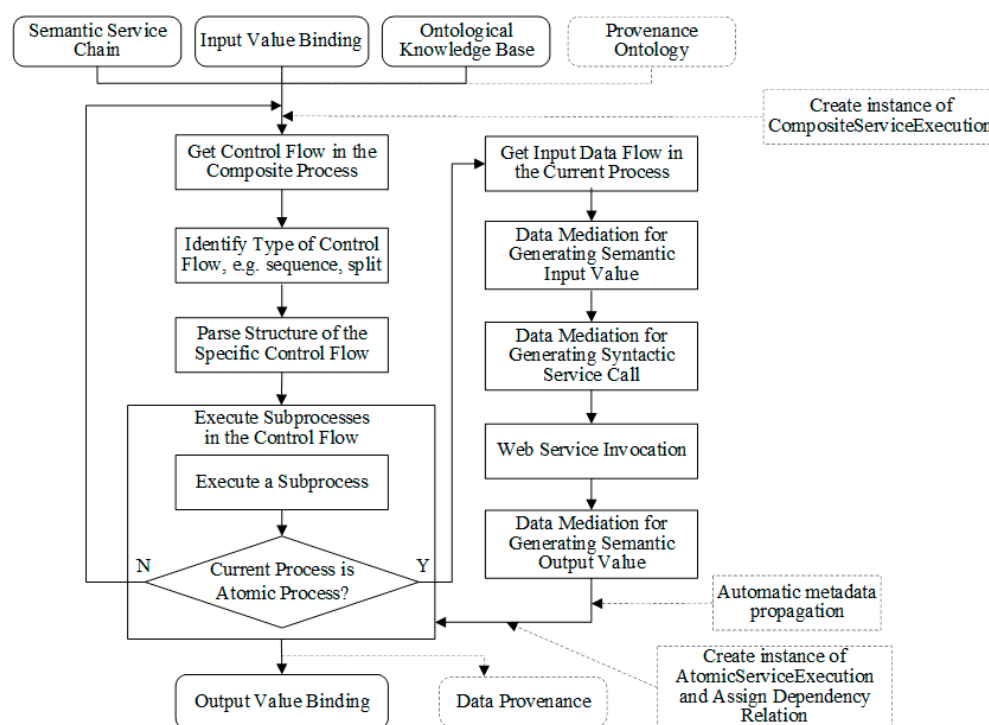 Semantic Service
Chain
Input Value Binding
Ontological
Knowledge Base
Provenance
Ontology
Create instance of
CompositeServiceExecution
Get Control Flow in the
Composite Process
Get Input Data Flow in
the Current Process
Identify Type of Control
Flow, e.g. sequence, split
Data Mediation for
Generating Semantic
Input Value
Parse Structure of the
Specific Control Flow
Data Mediation for
Generating Syntactic
Service Call
Execute Subprocesses
in the Control Flow
Execute a Subprocess
Web Service Invocation
Data Mediation for
Generating Semantic
Output Value
N
Current Process is
Atomic Process?
Y
Automatic metadata
propagation
Create instance of
AtomicServiceExecution
and Assign Dependency
Relation
Output Value Binding
Data Provenance